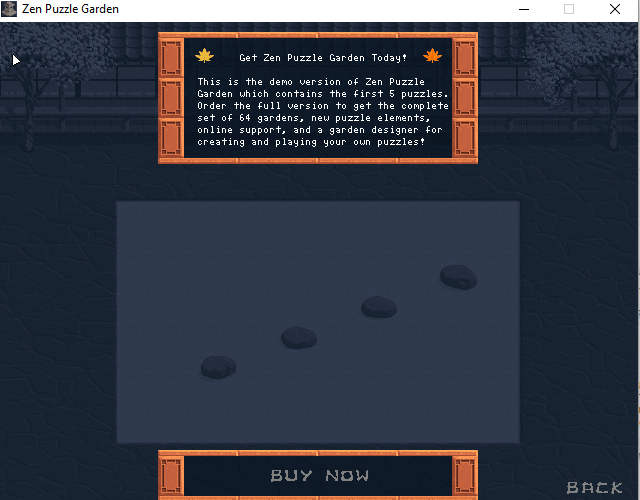 Zen Puzzle Garden
Get Zen Puzzle Garden Today!
This is the demo version of Zen Puzzle
Garden which contains the first 5 puzzles.
Order the full version to get the complete
set of 64 gardens, new puzzle elements,
online support, and a garden designer for
creating and playing your own puzzles!
BUY NOW
BACK